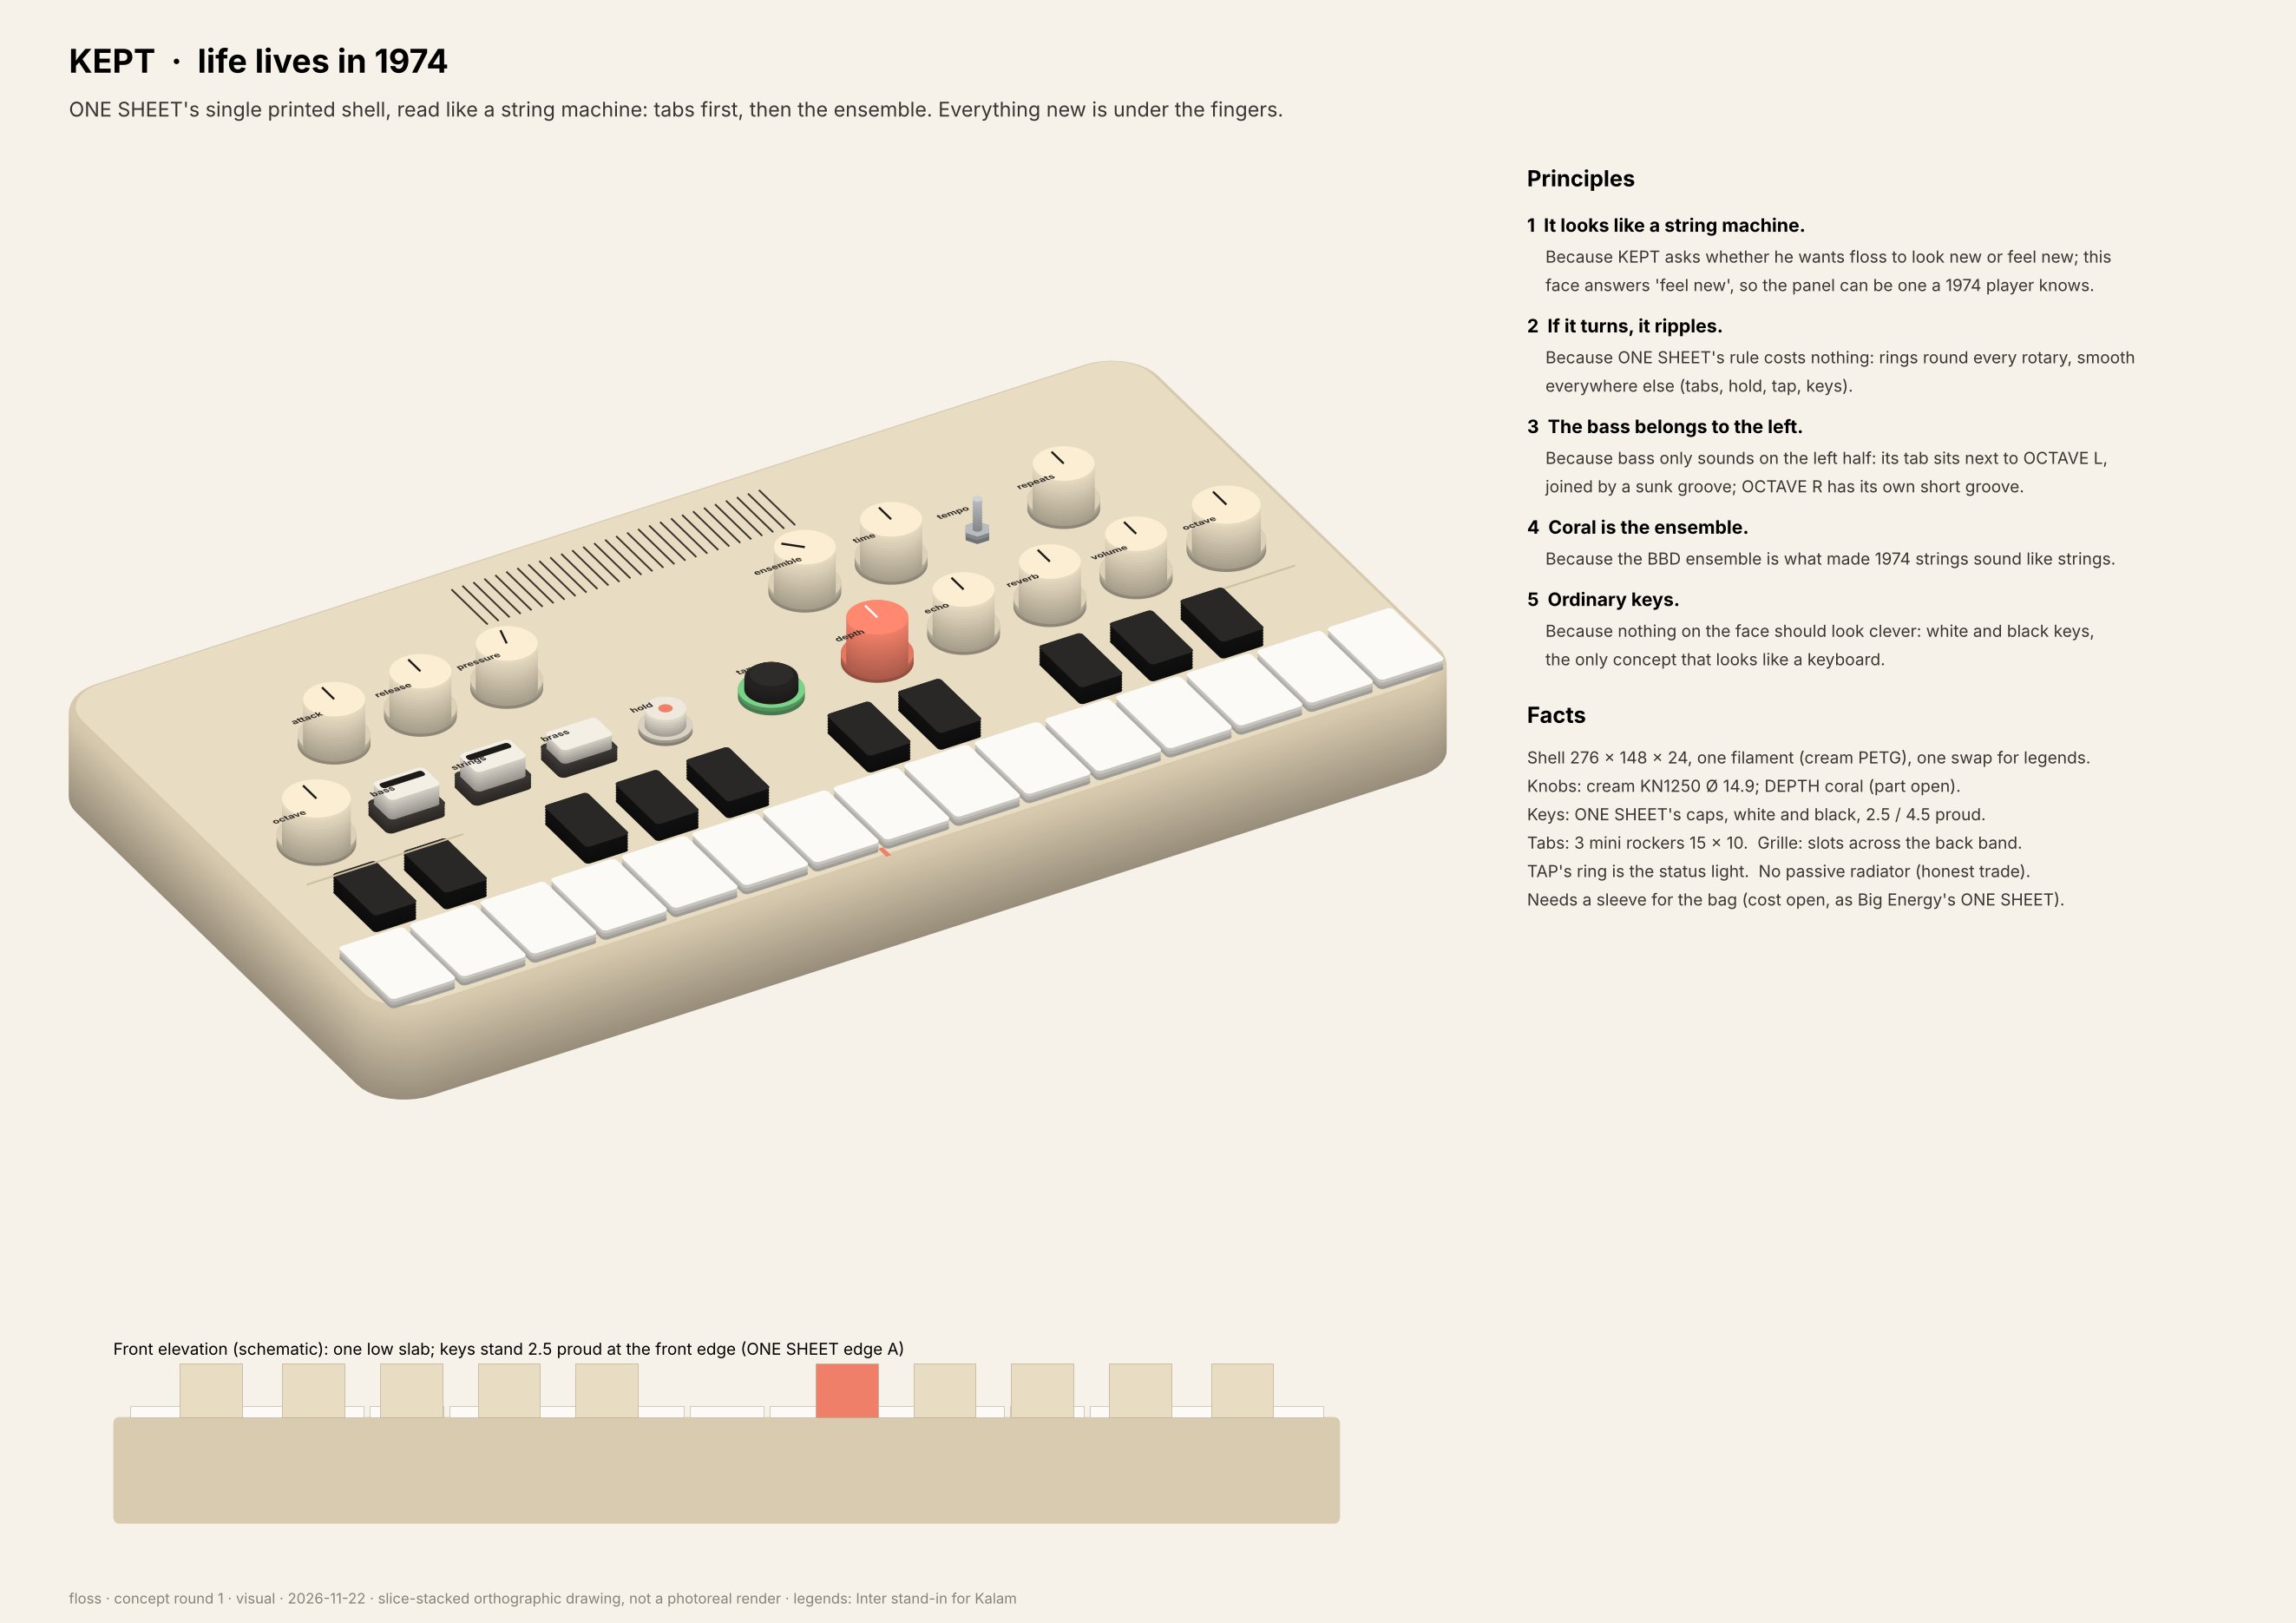 KEPT · life lives in 1974
ONE SHEET's single printed shell, read like a string machine: tabs first, then the ensemble. Everything new is under the fingers.
Principles
1 It looks like a string machine.
Because KEPT asks whether he wants floss to look new or feel new; this
face answers 'feel new', so the panel can be one a 1974 player knows.
2 If it turns, it ripples.
Because ONE SHEET's rule costs nothing: rings round every rotary, smooth
everywhere else (tabs, hold, tap, keys).
3 The bass belongs to the left.
Because bass only sounds on the left half: its tab sits next to OCTAVE L,
joined by a sunk groove; OCTAVE R has its own short groove.
4 Coral is the ensemble.
Because the BBD ensemble is what made 1974 strings sound like strings.
5 Ordinary keys.
Because nothing on the face should look clever: white and black keys,
the only concept that looks like a keyboard.
Facts
Shell 276 × 148 × 24, one filament (cream PETG), one swap for legends.
Knobs: cream KN1250 Ø 14.9; DEPTH coral (part open).
Keys: ONE SHEET's caps, white and black, 2.5 / 4.5 proud.
Tabs: 3 mini rockers 15 × 10. Grille: slots across the back band.
TAP's ring is the status light. No passive radiator (honest trade).
Needs a sleeve for the bag (cost open, as Big Energy's ONE SHEET).
repeats
tempo
octave
time
volume
ensemble
reverb
echo
depth
pressure
release
attack
hold
brass
strings
bass
octave
Front elevation (schematic): one low slab; keys stand 2.5 proud at the front edge (ONE SHEET edge A)
floss · concept round 1 · visual · 2026-11-22 · slice-stacked orthographic drawing, not a photoreal render · legends: Inter stand-in for Kalam